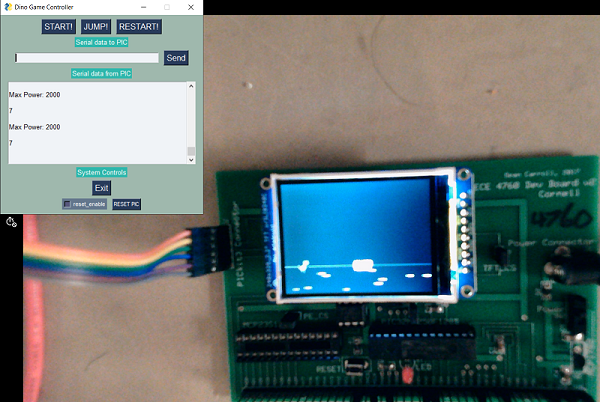 Dino Game Controller
START! JUMP! RESTART!
Serial data to PIC
Send
Serial data from PIC
Max Power: 2000
7
Max Power: 2000
7
System Controls
Exit
reset_enable RESET PIC
Sean Carroll, 2017
ECE 4760 Dev Board v2
Cornell
4760
Power Connector
TFT_CS
RESET
LED